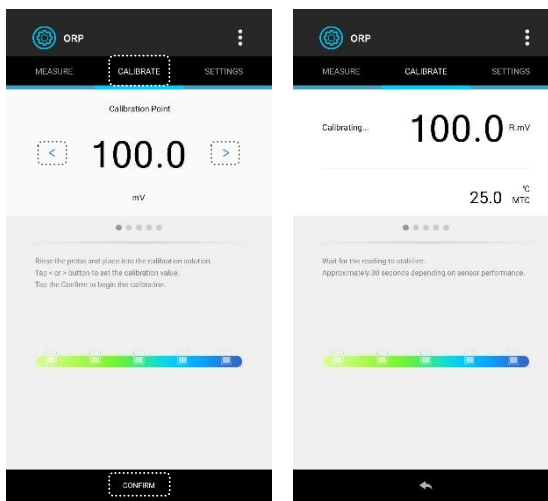 ORP
MEASURE CALIBRATE SETTINGS
Calibration Point
< 100.0 >
mV
Rinse the probe and place into the calibration solution.
Tap < or > button to set the calibration value.
Tap the Confirm to begin the calibration.
CONFIRM
ORP
MEASURE CALIBRATE SETTINGS
Calibrating... 100.0 R.mV
25.0 °C MTC
Wait for the reading to stabilize.
Approximately 30 seconds depending on sensor performance.